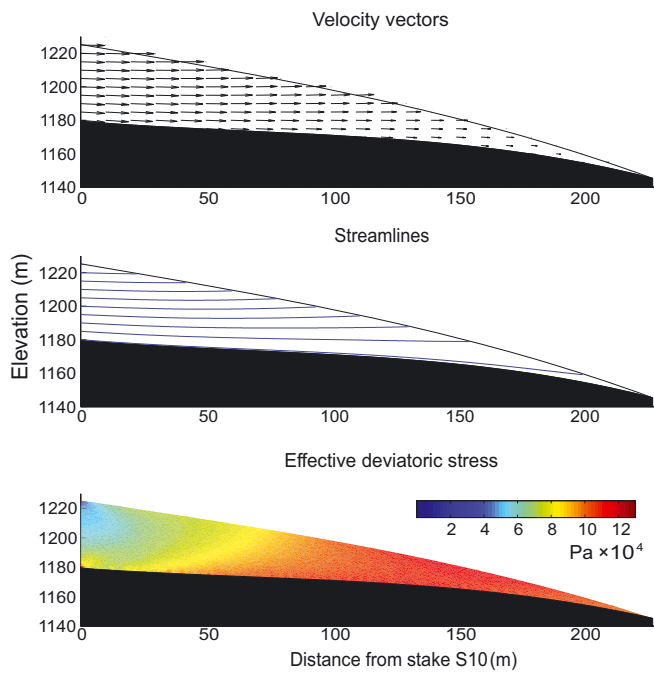 Velocity vectors
1220
1200
1180
1160
1140
0 50 100 150 200
Streamlines
Elevation (m)
1220
1200
1180
1160
1140
0 50 100 150 200
Effective deviatoric stress
1220
1200
1180
1160
1140
2 4 6 8 10 12
Pa ×10⁴
0 50 100 150 200
Distance from stake S10 (m)